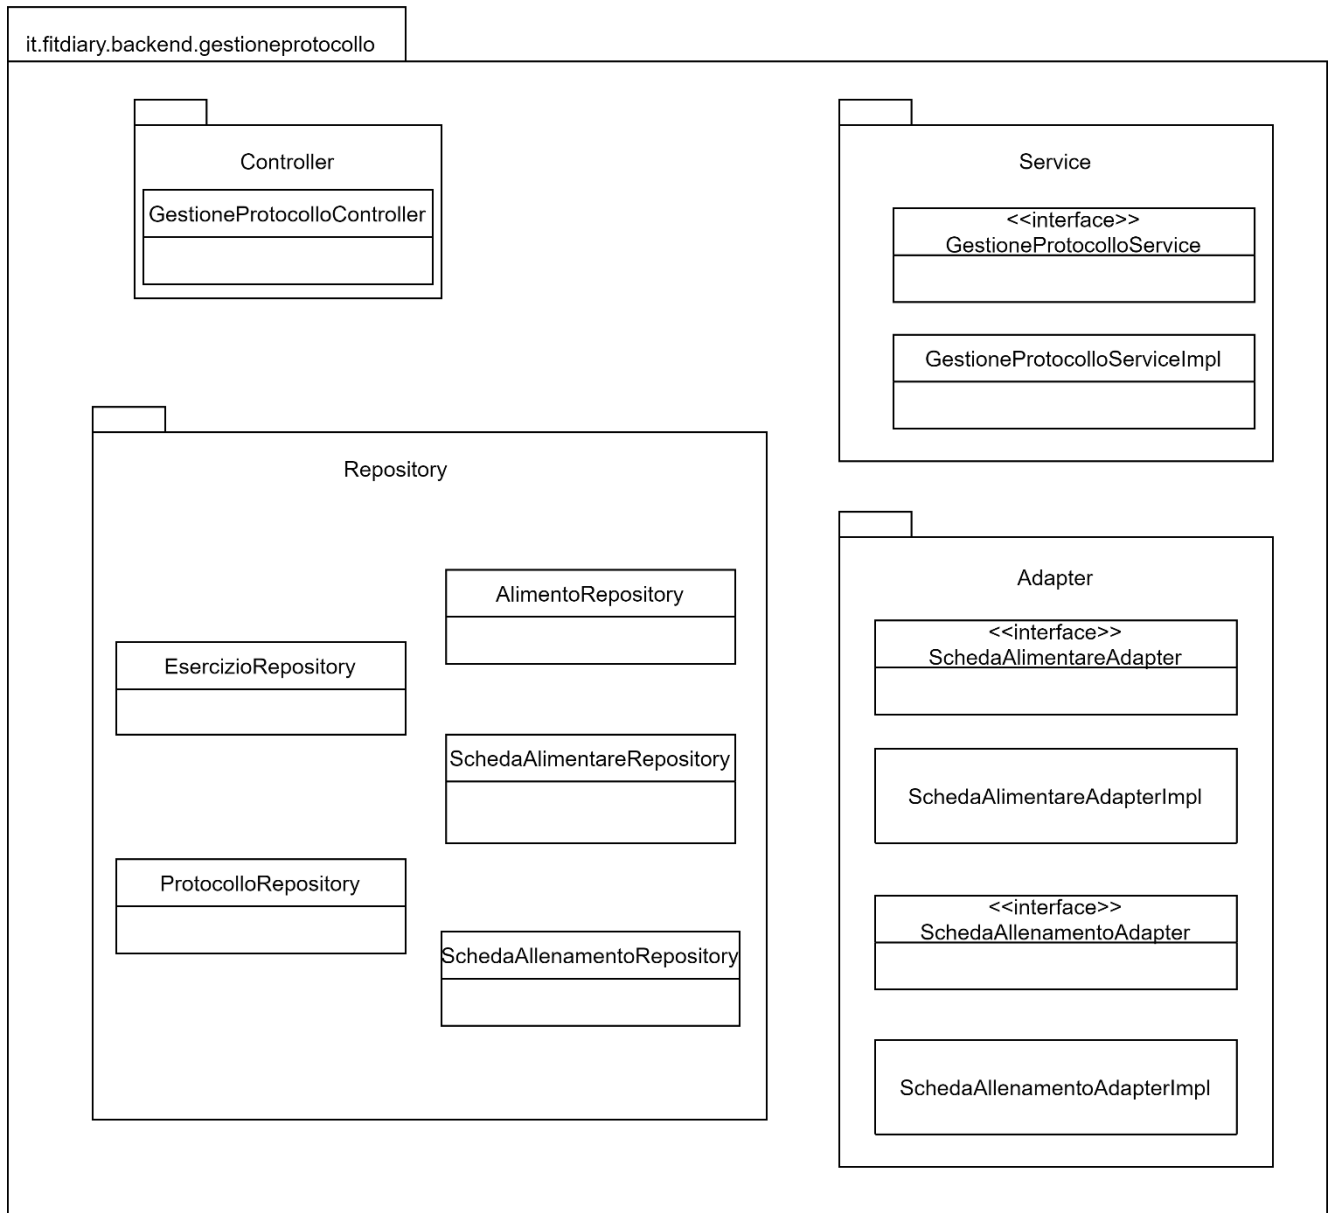 it.fitdiary.backend.gestioneprotocollo
Controller
GestioneProtocolloController
Service
<<interface>>
GestioneProtocolloService
GestioneProtocolloServiceImpl
Repository
AlimentoRepository
EsercizioRepository
SchedaAlimentareRepository
ProtocolloRepository
SchedaAllenamentoRepository
Adapter
<<interface>>
SchedaAlimentareAdapter
SchedaAlimentareAdapterImpl
<<interface>>
SchedaAllenamentoAdapter
SchedaAllenamentoAdapterImpl